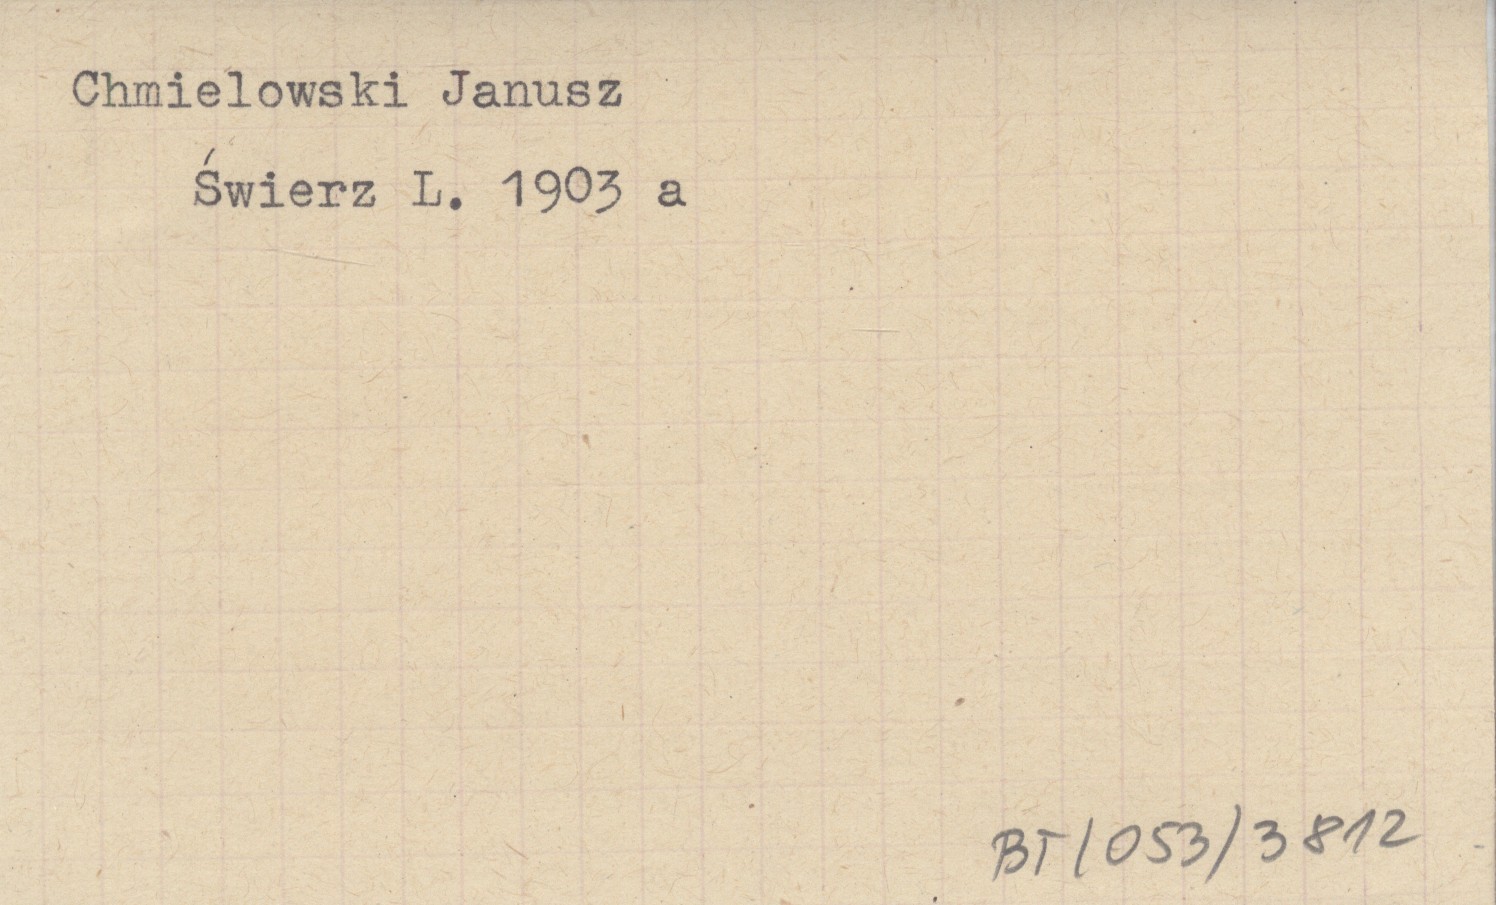 Chmielowski Janusz
Świerz L. 1903 a
BT/053/3812